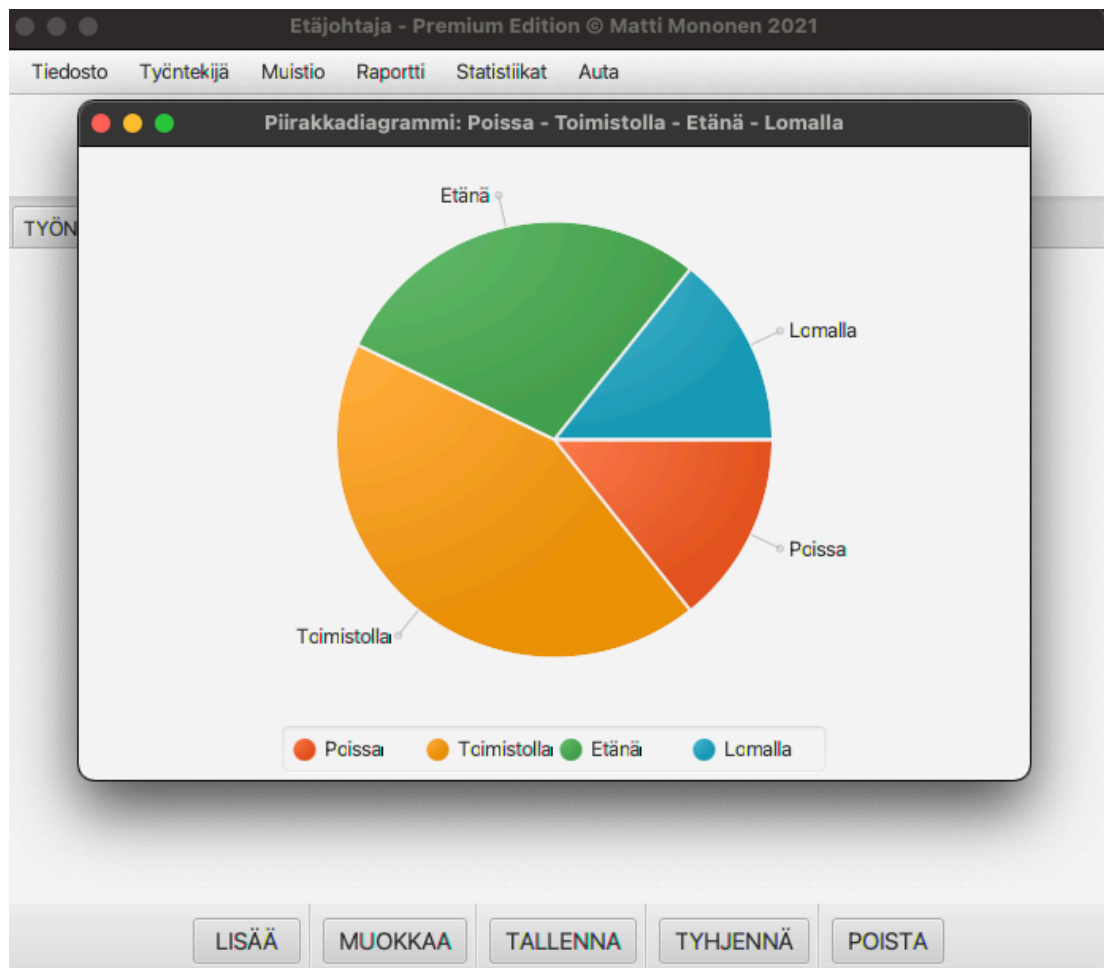 Etäjohtaja - Premium Edition © Matti Mononen 2021
Tiedosto Työntekijä Muistio Raportti Statistiikat Auta
Piirakkadiagrammi: Poissa - Toimistolla - Etänä - Lomalla
Etänä
TYÖN
Lomalla
Poissa
Toimistolla
Poissa Toimistolla Etänä Lomalla
LISÄÄ MUOKKAA TALLENNA TYHJENNÄ POISTA